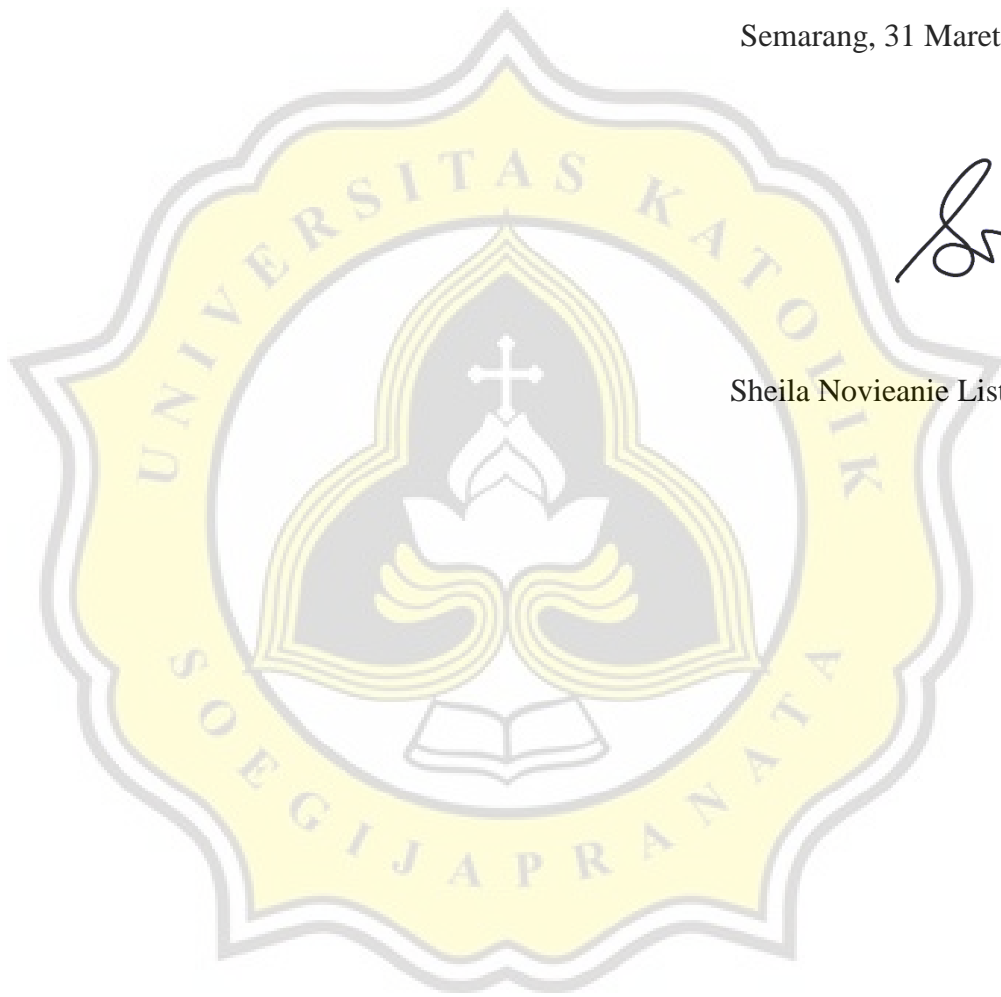 Semarang, 31 Maret
UNIVERSITAS KATOLIK
Sheila Novieanie List
SOEGIJAPRANATA